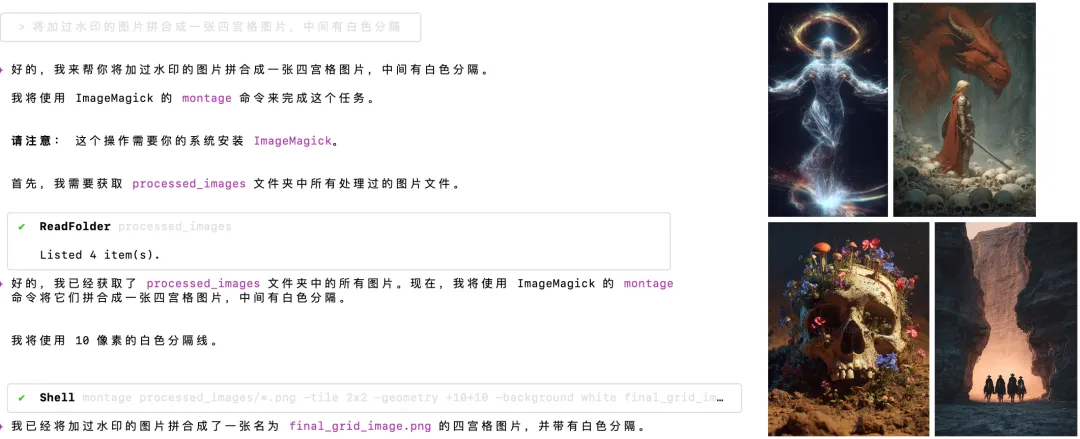 > 将加过水印的图片拼合成一张四宫格图片，中间有白色分隔
好的，我来帮你将加过水印的图片拼合成一张四宫格图片，中间有白色分隔。
我将使用 ImageMagick 的 montage 命令来完成这个任务。
请注意： 这个操作需要你的系统安装 ImageMagick。
首先，我需要获取 processed_images 文件夹中所有处理过的图片文件。
✔ ReadFolder processed_images
Listed 4 item(s).
好的，我已经获取了 processed_images 文件夹中的所有图片。现在，我将使用 ImageMagick 的 montage
命令将它们拼合成一张四宫格图片，中间有白色分隔。
我将使用 10 像素的白色分隔线。
✔ Shell montage processed_images/*.png -tile 2x2 -geometry +10+10 -background white final_grid_im…
我已经将加过水印的图片拼合成了一张名为 final_grid_image.png 的四宫格图片，并带有白色分隔。